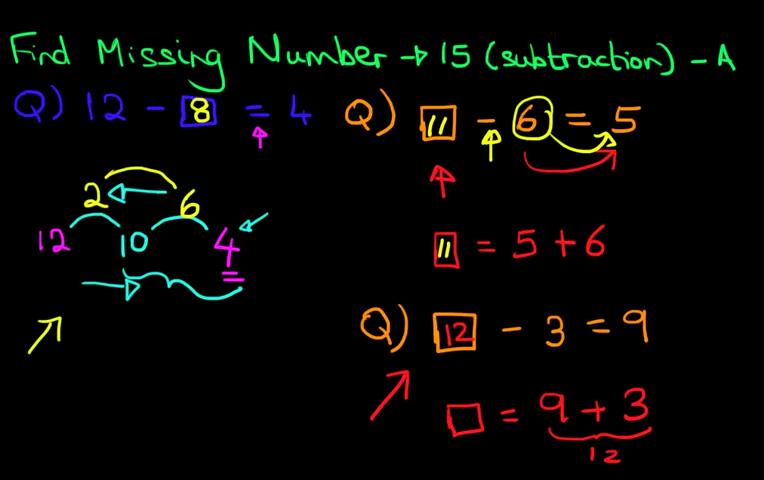 Find Missing Number → 15 (subtraction) - A
Q) 12 - 8 = 4
2 6
12 10 4
Q) 11 - 6 = 5
11 = 5 + 6
Q) 12 - 3 = 9
□ = 9 + 3
12